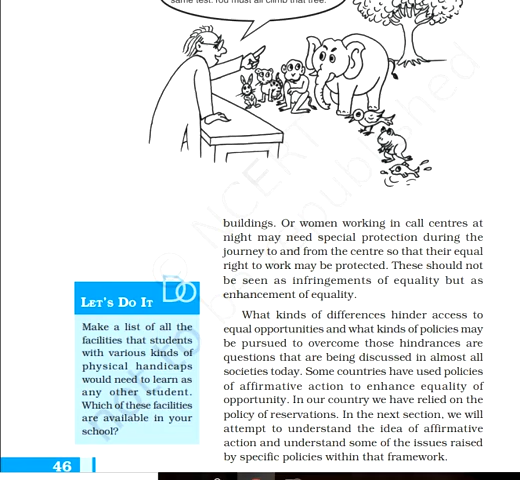 same test. You must all climb that tree.
buildings. Or women working in call centres at
night may need special protection during the
journey to and from the centre so that their equal
right to work may be protected. These should not
be seen as infringements of equality but as
enhancement of equality.
What kinds of differences hinder access to
equal opportunities and what kinds of policies may
be pursued to overcome those hindrances are
questions that are being discussed in almost all
societies today. Some countries have used policies
of affirmative action to enhance equality of
opportunity. In our country we have relied on the
policy of reservations. In the next section, we will
attempt to understand the idea of affirmative
action and understand some of the issues raised
by specific policies within that framework.
LET'S DO IT
DO
Make a list of all the
facilities that students
with various kinds of
physical handicaps
would need to learn as
any other student.
Which of these facilities
are available in your
school?
46
© NCERT
not to be republished